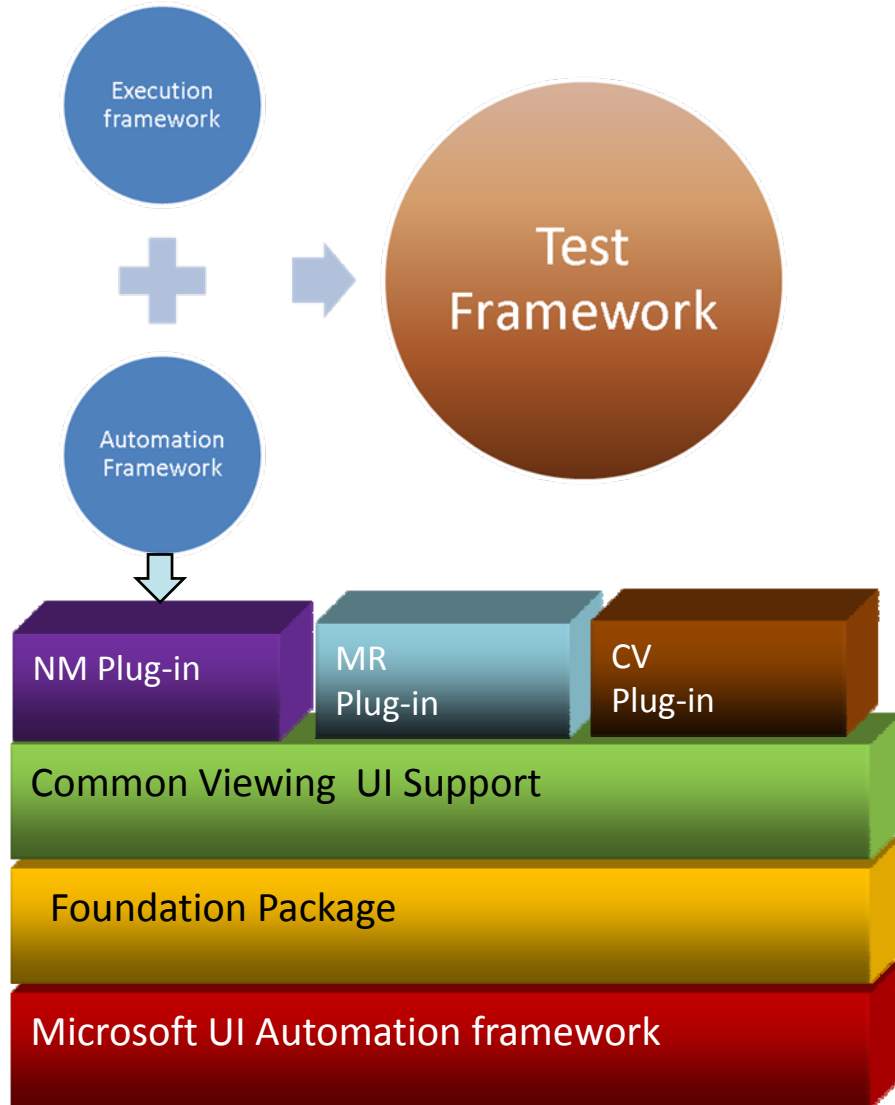 Execution
framework
Test
Framework
Automation
Framework
NM Plug-in
MR
Plug-in
CV
Plug-in
Common Viewing  UI Support
Foundation Package
Microsoft UI Automation framework